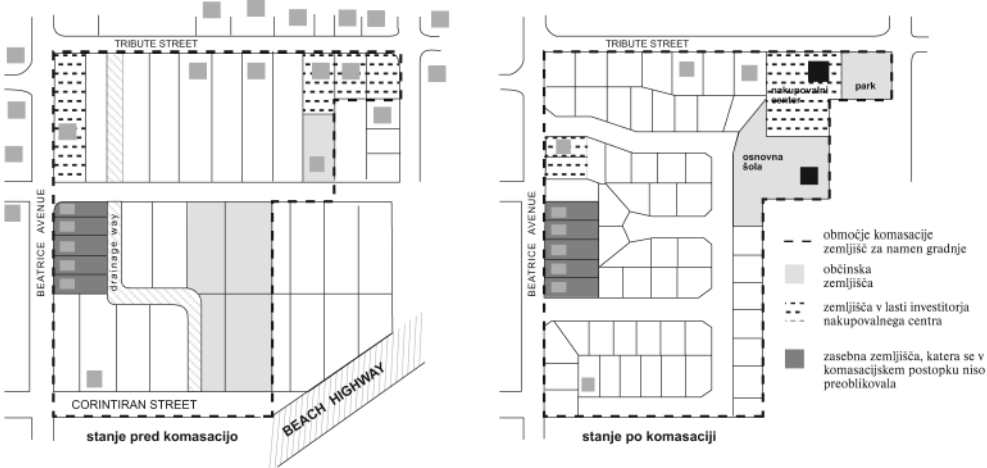 TRIBUTE STREET
BEATRICE AVENUE
drainage way
CORINTIRAN STREET
BEACH HIGHWAY
stanje pred komasacijo
TRIBUTE STREET
nakupovalni
center
park
osnovna
šola
BEATRICE AVENUE
stanje po komasaciji
območje komasacije
zemljišč za namen gradnje
občinska
zemljišča
zemljišča v lasti investitorja
nakupovalnega centra
zasebna zemljišča, katera se v
komasacijskem postopku niso
preoblikovala